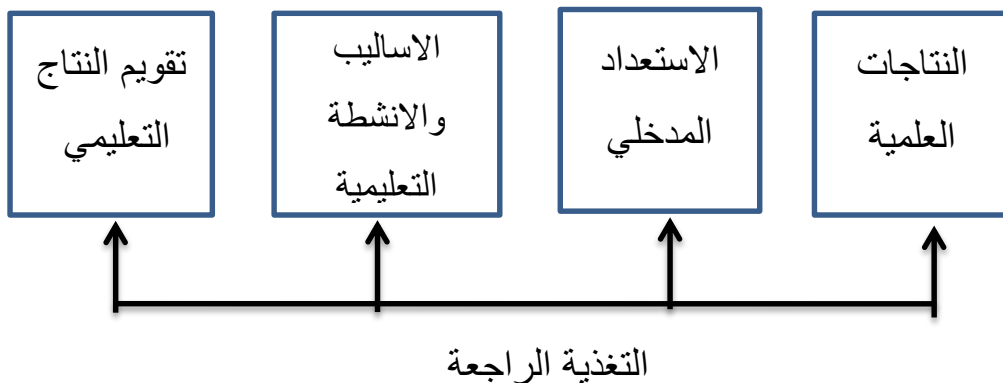 النتاجات
العلمية
الاستعداد
المدخلي
الاساليب
والانشطة
التعليمية
تقويم النتاج
التعليمي
التغذية الراجعة